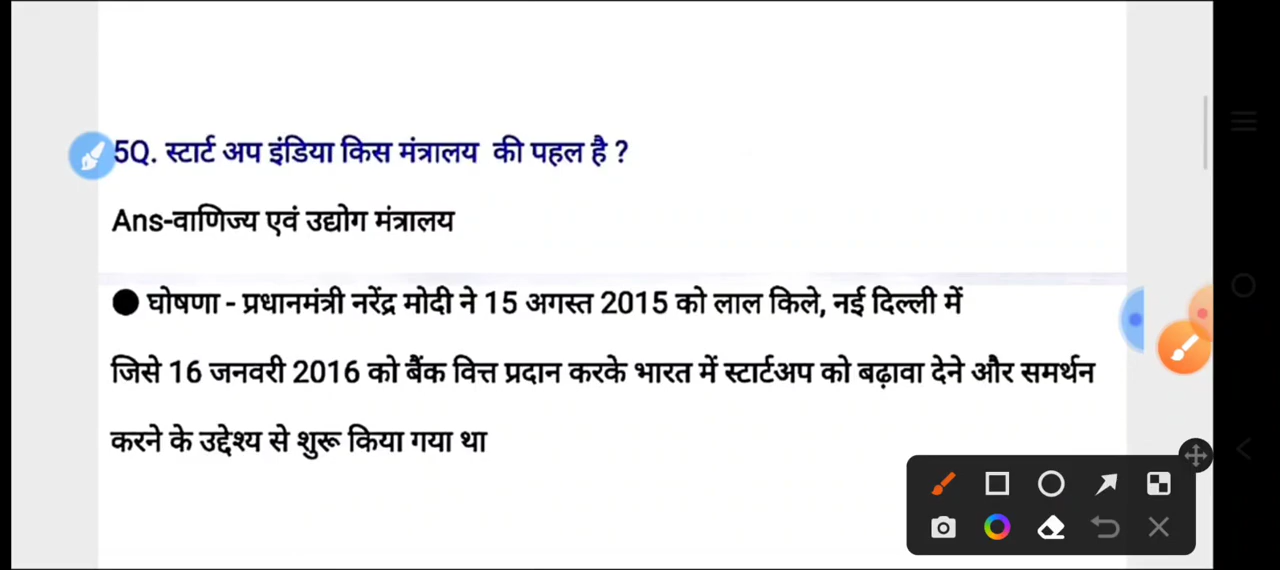 5Q. स्टार्ट अप इंडिया किस मंत्रालय की पहल है ?
Ans-वाणिज्य एवं उद्योग मंत्रालय
● घोषणा - प्रधानमंत्री नरेंद्र मोदी ने 15 अगस्त 2015 को लाल किले, नई दिल्ली में
जिसे 16 जनवरी 2016 को बैंक वित्त प्रदान करके भारत में स्टार्टअप को बढ़ावा देने और समर्थन
करने के उद्देश्य से शुरू किया गया था